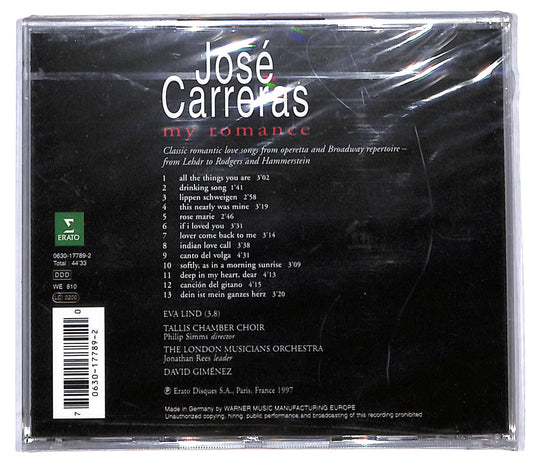 José
Carreras
my romance
Classic romantic love songs from operetta and Broadway repertoire –
from Lehár to Rodgers and Hammerstein
1 all the things you are 3'02
2 drinking song 1'41
3 lippen schweigen 2'58
4 this nearly was mine 3'19
5 rose marie 2'46
6 if i loved you 3'31
7 lover come back to me 3'14
8 indian love call 3'38
9 canto del volga 4'31
10 softly, as in a morning sunrise 3'09
11 deep in my heart, dear 4'13
12 canción del gitano 4'15
13 dein ist mein ganzes herz 3'20
ERATO
0630-17789-2
Total : 44'33
DDD
WE 810
LC 0200
EVA LIND (3.8)
TALLIS CHAMBER CHOIR
Philip Simms director
THE LONDON MUSICIANS ORCHESTRA
Jonathan Rees leader
DAVID GIMÉNEZ
℗ Erato Disques S.A., Paris, France 1997
Made in Germany by WARNER MUSIC MANUFACTURING EUROPE
Unauthorized copying, hiring, public performance and broadcasting of this recording prohibited
7 0630-17789-2 0